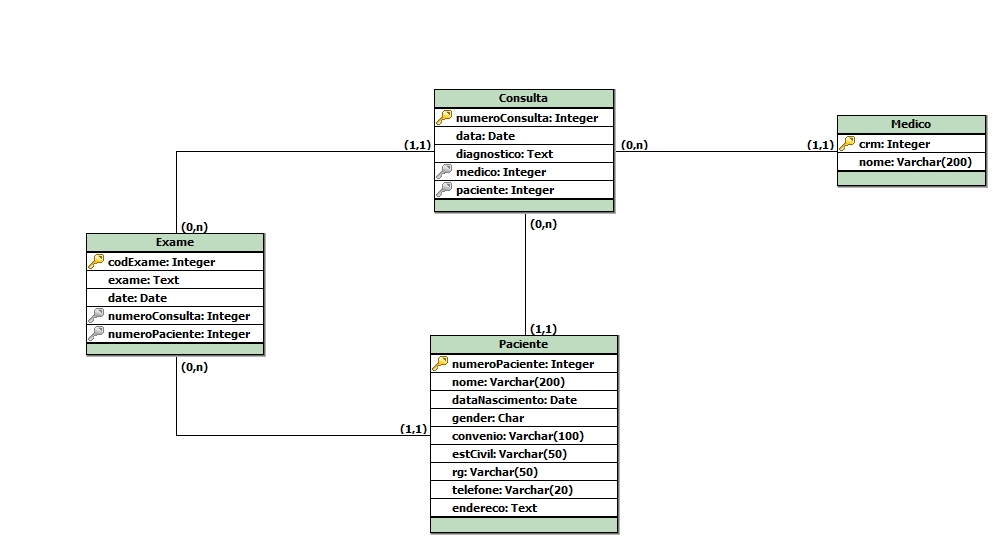 Consulta
numeroConsulta: Integer
data: Date
diagnostico: Text
medico: Integer
paciente: Integer
(1,1)
(0,n)
(1,1)
Medico
crm: Integer
nome: Varchar(200)
(0,n)
(0,n)
Exame
codExame: Integer
exame: Text
date: Date
numeroConsulta: Integer
numeroPaciente: Integer
(0,n)
(1,1)
(1,1)
Paciente
numeroPaciente: Integer
nome: Varchar(200)
dataNascimento: Date
gender: Char
convenio: Varchar(100)
estCivil: Varchar(50)
rg: Varchar(50)
telefone: Varchar(20)
endereco: Text